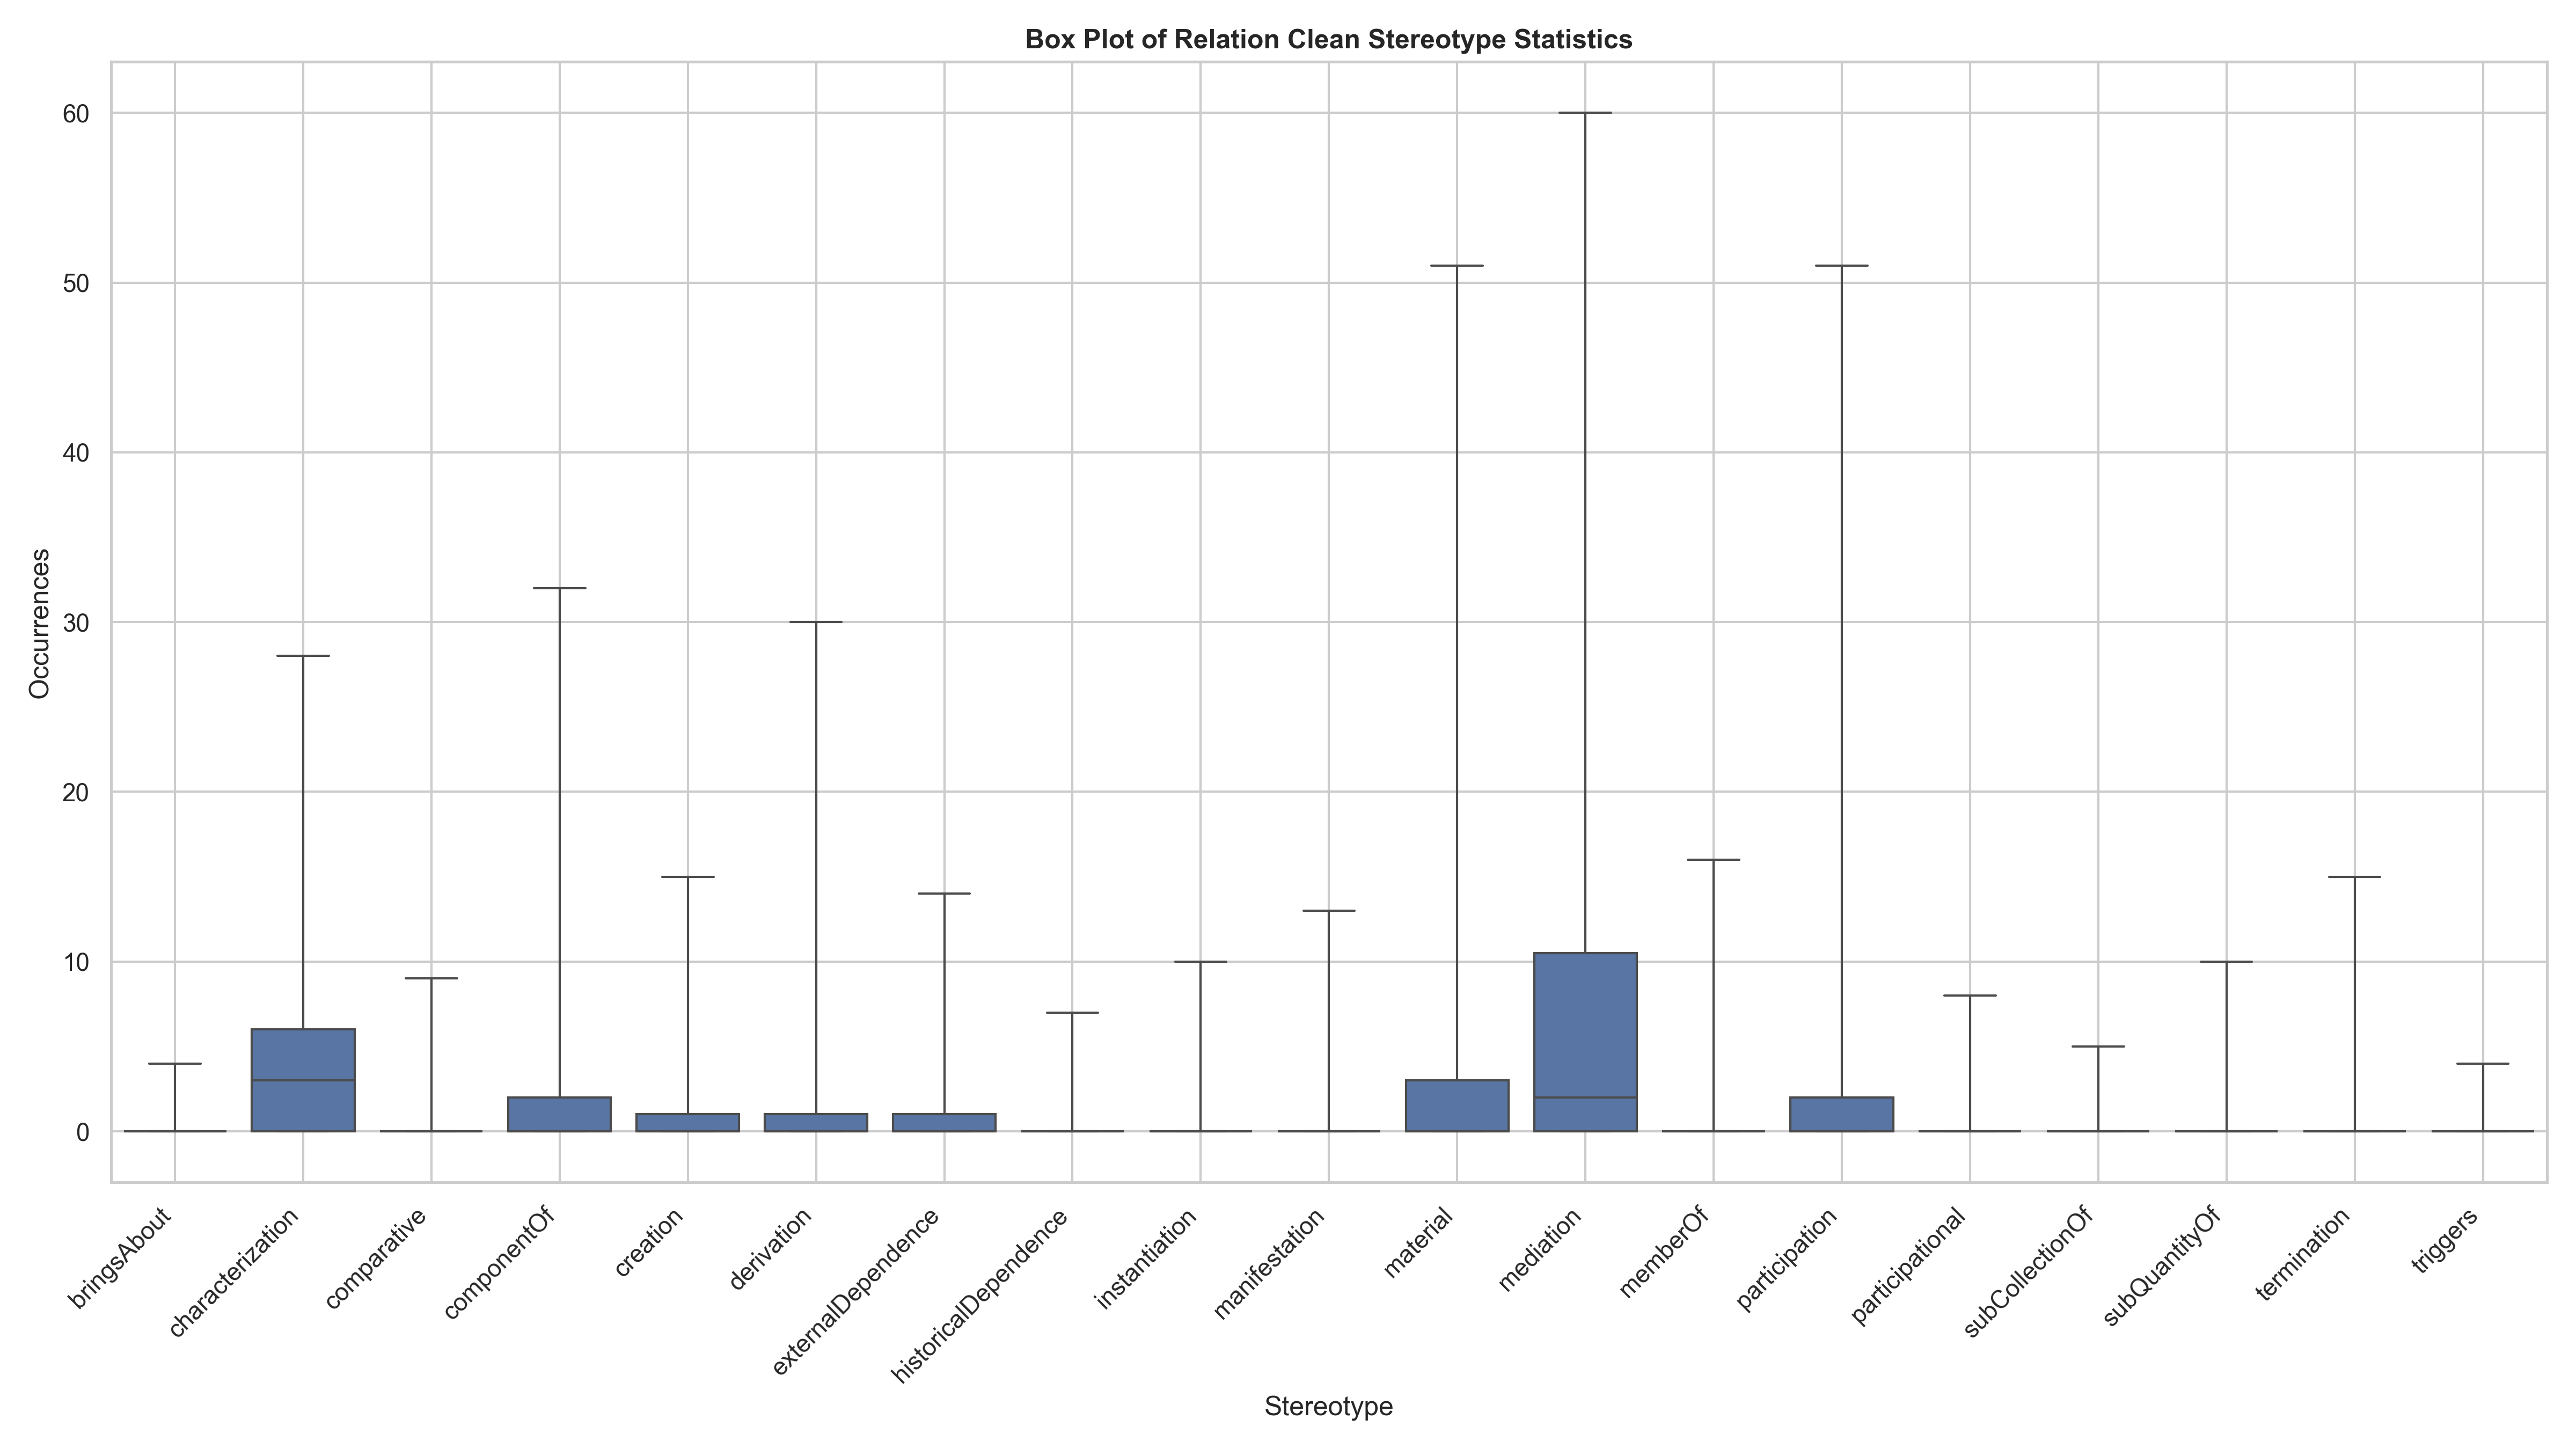 Box Plot of Relation Clean Stereotype Statistics
Occurrences
60
50
40
30
20
10
0
bringsAbout
characterization
comparative
componentOf
creation
derivation
externalDependence
historicalDependence
instantiation
manifestation
material
mediation
memberOf
participation
participational
subCollectionOf
subQuantityOf
termination
triggers
Stereotype